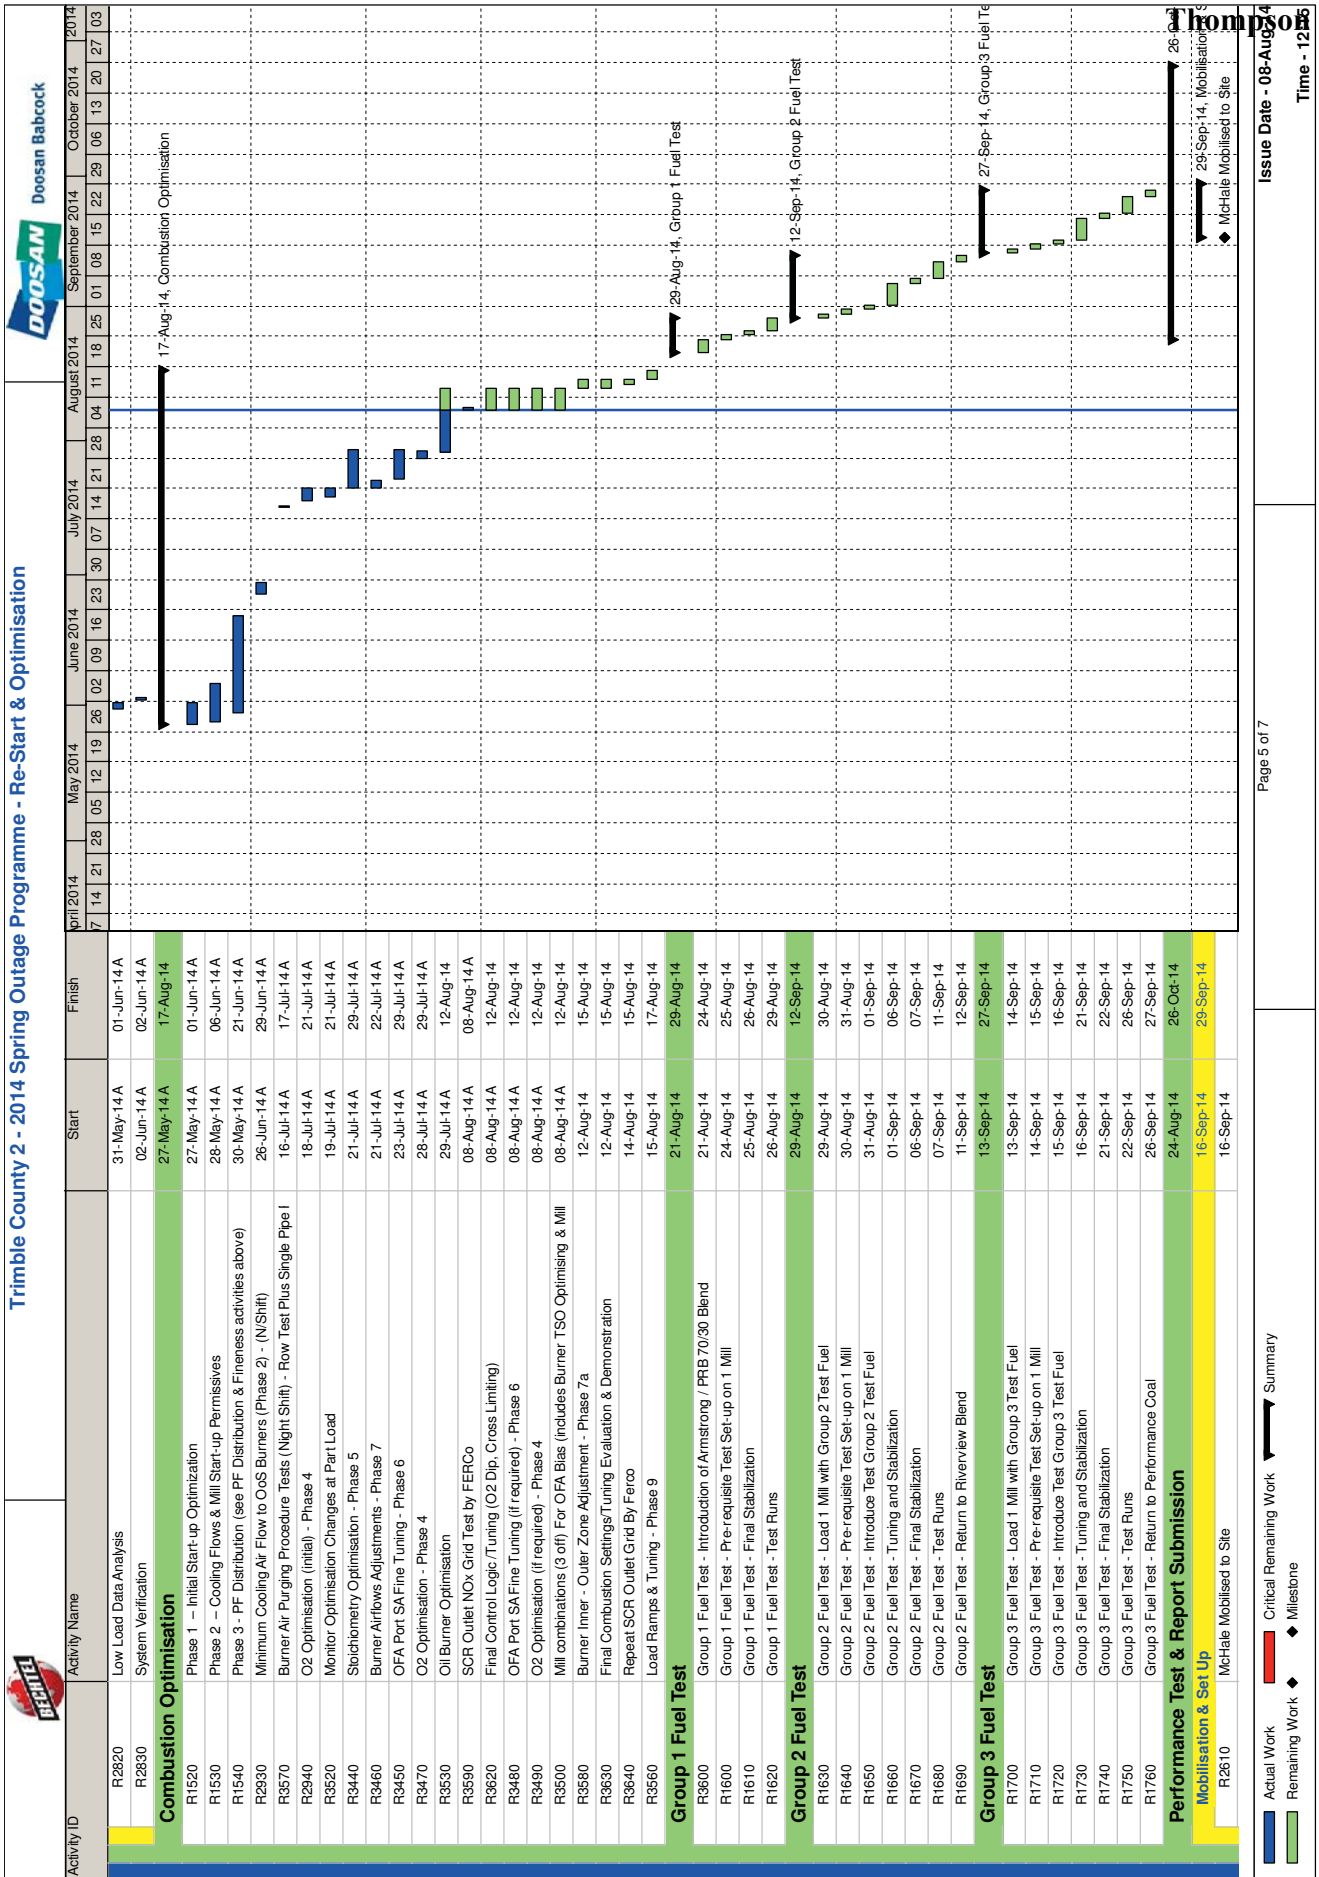 Trimble County 2 - 2014 Spring Outage Programme - Re-Start & Optimisation
BECHTEL
DOOSAN Doosan Babcock
Activity ID Activity Name Start Finish
pril 2014 May 2014 June 2014 July 2014 August 2014 September 2014 October 2014 2014
7 14 21 28 05 12 19 26 02 09 16 23 30 07 14 21 28 04 11 18 25 01 08 15 22 29 06 13 20 27 03
R2820 Low Load Data Analysis 31-May-14 A 01-Jun-14 A
R2830 System Verification 02-Jun-14 A 02-Jun-14 A
Combustion Optimisation 27-May-14 A 17-Aug-14 17-Aug-14, Combustion Optimisation
R1520 Phase 1 – Initial Start-up Optimization 27-May-14 A 01-Jun-14 A
R1530 Phase 2 – Cooling Flows & Mill Start-up Permissives 28-May-14 A 06-Jun-14 A
R1540 Phase 3 - PF Distribution (see PF Distribution & Fineness activities above) 30-May-14 A 21-Jun-14 A
R2930 Minimum Cooling Air Flow to OoS Burners (Phase 2) - (N/Shift) 26-Jun-14 A 29-Jun-14 A
R3570 Burner Air Purging Procedure Tests (Night Shift) - Row Test Plus Single Pipe I 16-Jul-14 A 17-Jul-14 A
R2940 O2 Optimisation (initial) - Phase 4 18-Jul-14 A 21-Jul-14 A
R3520 Monitor Optimisation Changes at Part Load 19-Jul-14 A 21-Jul-14 A
R3440 Stoichiometry Optimisation - Phase 5 21-Jul-14 A 29-Jul-14 A
R3460 Burner Airflows Adjustments - Phase 7 21-Jul-14 A 22-Jul-14 A
R3450 OFA Port SA Fine Tuning - Phase 6 23-Jul-14 A 29-Jul-14 A
R3470 O2 Optimisation - Phase 4 28-Jul-14 A 29-Jul-14 A
R3530 Oil Burner Optimisation 29-Jul-14 A 12-Aug-14
R3590 SCR Outlet NOx Grid Test by FERCo 08-Aug-14 A 08-Aug-14 A
R3620 Final Control Logic /Tuning (O2 Dip, Cross Limiting) 08-Aug-14 A 12-Aug-14
R3480 OFA Port SA Fine Tuning (if required) - Phase 6 08-Aug-14 A 12-Aug-14
R3490 O2 Optimisation (if required) - Phase 4 08-Aug-14 A 12-Aug-14
R3500 Mill combinations (3 off) For OFA Bias (includes Burner TSO Optimising & Mill 08-Aug-14 A 12-Aug-14
R3580 Burner Inner - Outer Zone Adjustment - Phase 7a 12-Aug-14 15-Aug-14
R3630 Final Combustion Settings/Tuning Evaluation & Demonstration 12-Aug-14 15-Aug-14
R3640 Repeat SCR Outlet Grid By Ferco 14-Aug-14 15-Aug-14
R3560 Load Ramps & Tuning - Phase 9 15-Aug-14 17-Aug-14
Group 1 Fuel Test 21-Aug-14 29-Aug-14 29-Aug-14, Group 1 Fuel Test
R3600 Group 1 Fuel Test - Introduction of Armstrong / PRB 70/30 Blend 21-Aug-14 24-Aug-14
R1600 Group 1 Fuel Test - Pre-requisite Test Set-up on 1 Mill 24-Aug-14 25-Aug-14
R1610 Group 1 Fuel Test - Final Stabilization 25-Aug-14 26-Aug-14
R1620 Group 1 Fuel Test - Test Runs 26-Aug-14 29-Aug-14
Group 2 Fuel Test 29-Aug-14 12-Sep-14 12-Sep-14, Group 2 Fuel Test
R1630 Group 2 Fuel Test - Load 1 Mill with Group 2 Test Fuel 29-Aug-14 30-Aug-14
R1640 Group 2 Fuel Test - Pre-requisite Test Set-up on 1 Mill 30-Aug-14 31-Aug-14
R1650 Group 2 Fuel Test - Introduce Test Group 2 Test Fuel 31-Aug-14 01-Sep-14
R1660 Group 2 Fuel Test - Tuning and Stabilization 01-Sep-14 06-Sep-14
R1670 Group 2 Fuel Test - Final Stabilization 06-Sep-14 07-Sep-14
R1680 Group 2 Fuel Test - Test Runs 07-Sep-14 11-Sep-14
R1690 Group 2 Fuel Test - Return to Riverview Blend 11-Sep-14 12-Sep-14
Group 3 Fuel Test 13-Sep-14 27-Sep-14 27-Sep-14, Group 3 Fuel Te
R1700 Group 3 Fuel Test - Load 1 Mill with Group 3 Test Fuel 13-Sep-14 14-Sep-14
R1710 Group 3 Fuel Test - Pre-requisite Test Set-up on 1 Mill 14-Sep-14 15-Sep-14
R1720 Group 3 Fuel Test - Introduce Test Group 3 Test Fuel 15-Sep-14 16-Sep-14
R1730 Group 3 Fuel Test - Tuning and Stabilization 16-Sep-14 21-Sep-14
R1740 Group 3 Fuel Test - Final Stabilization 21-Sep-14 22-Sep-14
R1750 Group 3 Fuel Test - Test Runs 22-Sep-14 26-Sep-14
R1760 Group 3 Fuel Test - Return to Performance Coal 26-Sep-14 27-Sep-14
Performance Test & Report Submission 24-Aug-14 26-Oct-14 26-Oct
Mobilisation & Set Up 16-Sep-14 29-Sep-14 29-Sep-14, Mobilisation & S
R2610 McHale Mobilised to Site 16-Sep-14 McHale Mobilised to Site
Actual Work Critical Remaining Work Summary
Remaining Work Milestone
Page 5 of 7
Issue Date - 08-Aug-14
Time -
Thompson